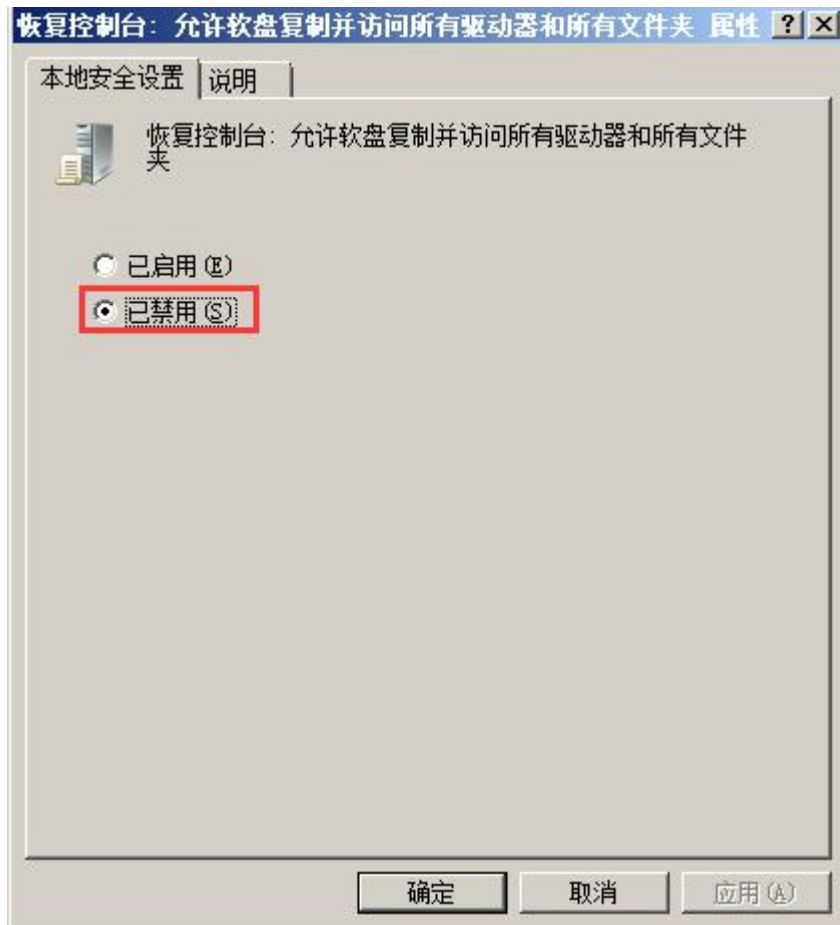 恢复控制台: 允许软盘复制并访问所有驱动器和所有文件夹 属性
本地安全设置 说明
恢复控制台: 允许软盘复制并访问所有驱动器和所有文件
夹
已启用(E)
已禁用(S)
确定 取消 应用(A)